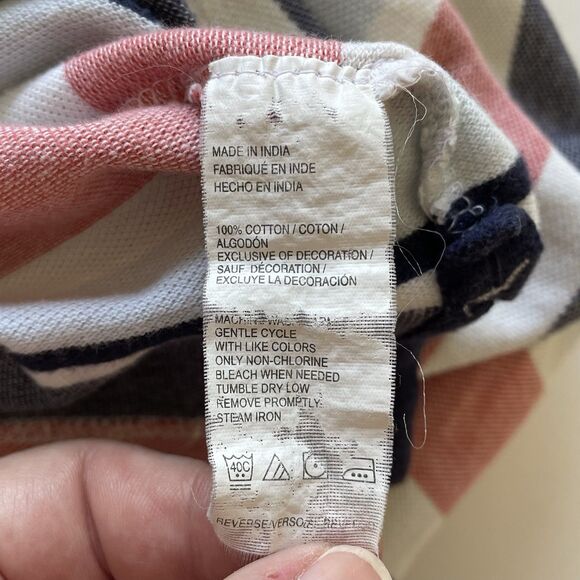 MADE IN INDIA
FABRIQUÉ EN INDE
HECHO EN INDIA
100% COTTON / COTON /
ALGODÓN
EXCLUSIVE OF DECORATION /
SAUF DÉCORATION /
EXCLUYE LA DECORACIÓN
MACHINE
GENTLE CYCLE
WITH LIKE COLORS
ONLY NON-CHLORINE
BLEACH WHEN NEEDED
TUMBLE DRY LOW
REMOVE PROMPTLY
STEAM IRON
40C
REVERSE/VERSO/